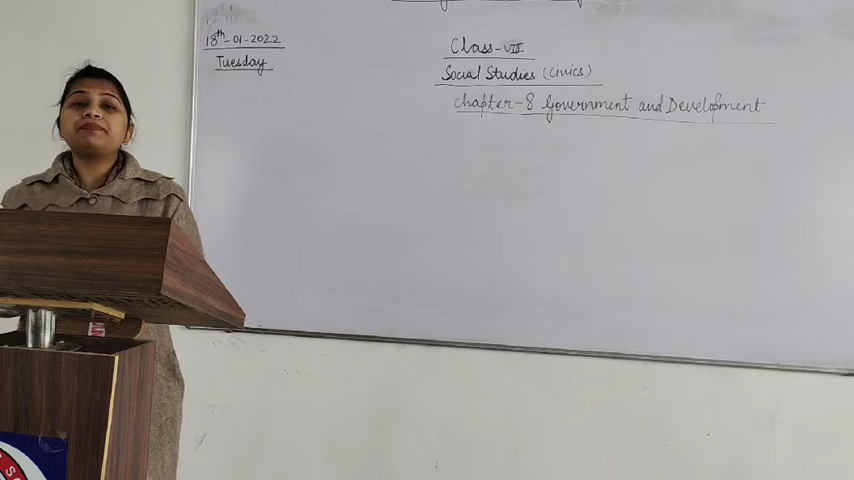 18th-01-2022
Tuesday
Class-VIII
Social Studies (civics)
chapter-8 Government and Development